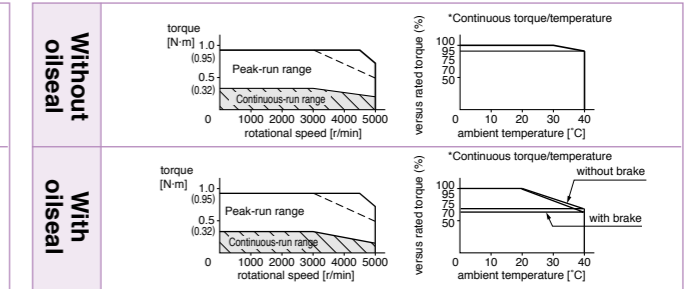 Without
oilseal
torque
[N·m]
1.0
(0.95)
0.5
(0.32)
Peak-run range
Continuous-run range
0 1000 2000 3000 4000 5000
rotational speed [r/min]
*Continuous torque/temperature
versus rated torque (%)
100
95
75
70
50
0 10 20 30 40
ambient temperature [˚C]
With
oilseal
torque
[N·m]
1.0
(0.95)
0.5
(0.32)
Peak-run range
Continuous-run range
0 1000 2000 3000 4000 5000
rotational speed [r/min]
*Continuous torque/temperature
versus rated torque (%)
without brake
100
95
75
70
50
with brake
0 10 20 30 40
ambient temperature [˚C]